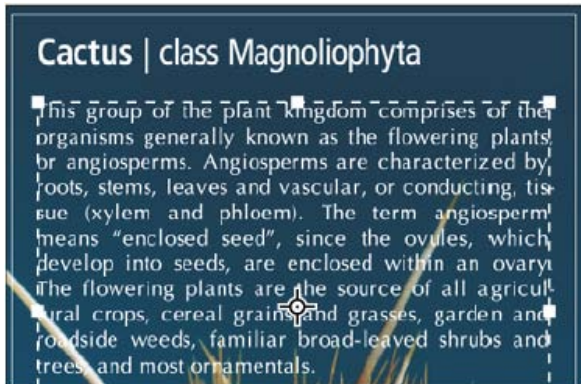 Cactus | class Magnoliophyta
This group of the plant kingdom comprises of the
organisms generally known as the flowering plants
or angiosperms. Angiosperms are characterized by
roots, stems, leaves and vascular, or conducting, tis
sue (xylem and phloem). The term angiosperm
means “enclosed seed”, since the ovules, which
develop into seeds, are enclosed within an ovary.
The flowering plants are the source of all agricul-
tural crops, cereal grains and grasses, garden and
roadside weeds, familiar broad-leaved shrubs and
trees, and most ornamentals.